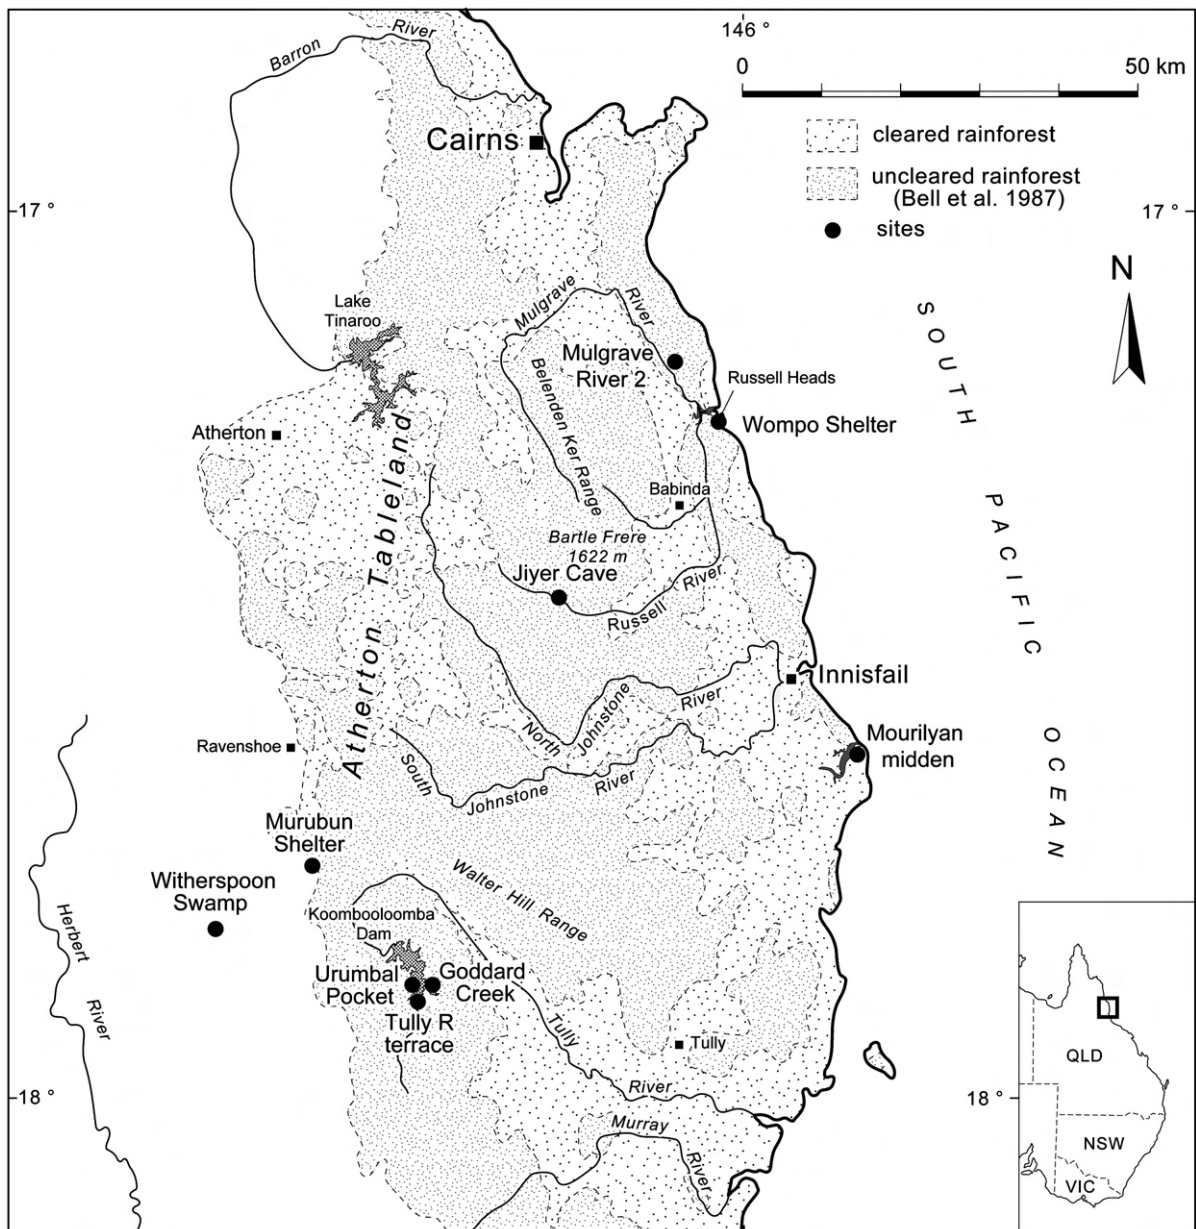 146 °
0
50 km
cleared rainforest
uncleared rainforest
(Bell et al. 1987)
sites
Barron
River
Cairns
17 °
17 °
N
Lake
Tinaroo
Mulgrave
River
Mulgrave
River 2
Belenden Ker Range
Russell Heads
Wompo Shelter
Atherton
Atherton Tableland
Babinda
Bartle Frere
1622 m
Jiyer Cave
Russell
River
SOUTH PACIFIC OCEAN
Innisfail
North
Johnstone
River
Mourilyan
midden
Ravenshoe
South
Johnstone
River
Murubun
Shelter
Witherspoon
Swamp
Walter Hill Range
Herbert
River
Koombooloomba
Dam
Urumbal
Pocket
Goddard
Creek
Tully R
terrace
Tully
River
Tully
18 °
18 °
Murray
River
QLD
NSW
VIC